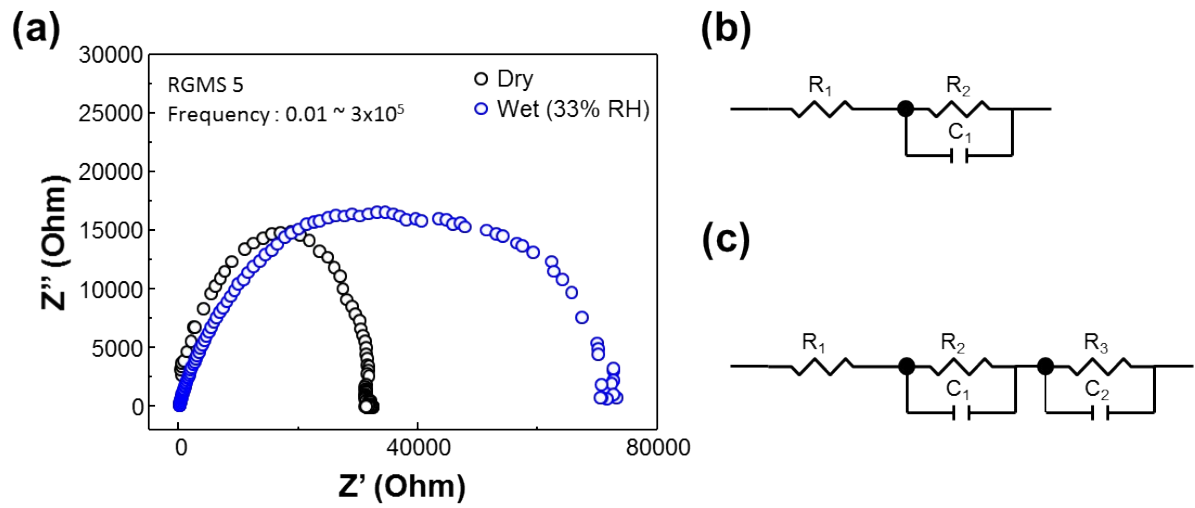 (a)
30000
25000
20000
15000
10000
5000
0
Z'' (Ohm)
RGMS 5
Frequency : 0.01 ~ 3x10⁵
Dry
Wet (33% RH)
0
40000
80000
Z' (Ohm)
(b)
R₁
R₂
C₁
(c)
R₁
R₂
R₃
C₁
C₂